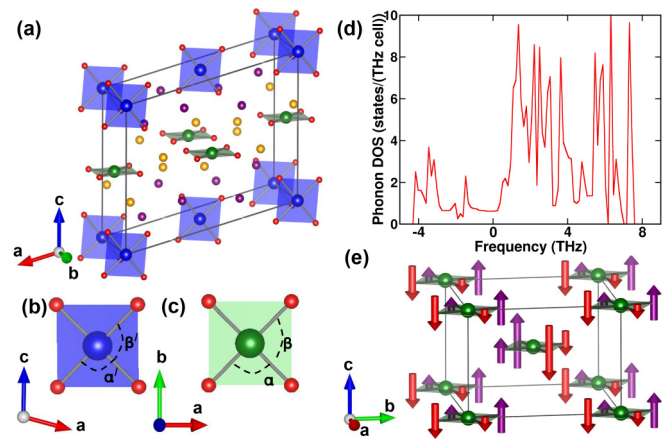 (a)
c
a
b
(d)
Phonon DOS (states/(THz cell))
10
8
6
4
2
0
-4
0
4
8
Frequency (THz)
(b)
β′
α′
c
a
(c)
β
α
b
a
(e)
c
b
a